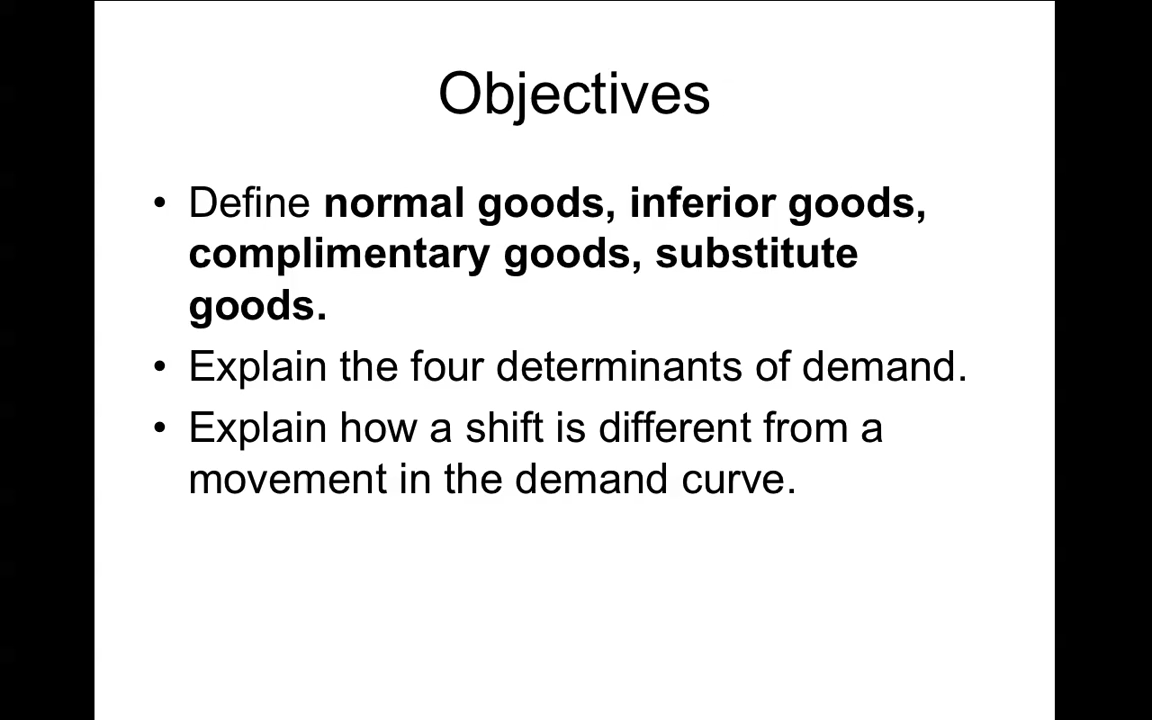 Objectives
• Define normal goods, inferior goods,
complimentary goods, substitute
goods.
• Explain the four determinants of demand.
• Explain how a shift is different from a
movement in the demand curve.